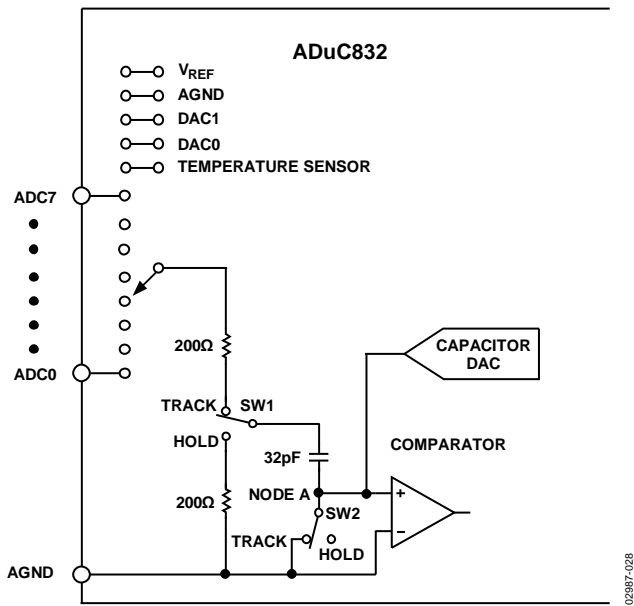 ADuC832
VREF
AGND
DAC1
DAC0
TEMPERATURE SENSOR
ADC7
200Ω
CAPACITOR
DAC
ADC0
TRACK
SW1
COMPARATOR
HOLD
32pF
200Ω
NODE A
+
SW2
–
TRACK
HOLD
AGND
02987-028